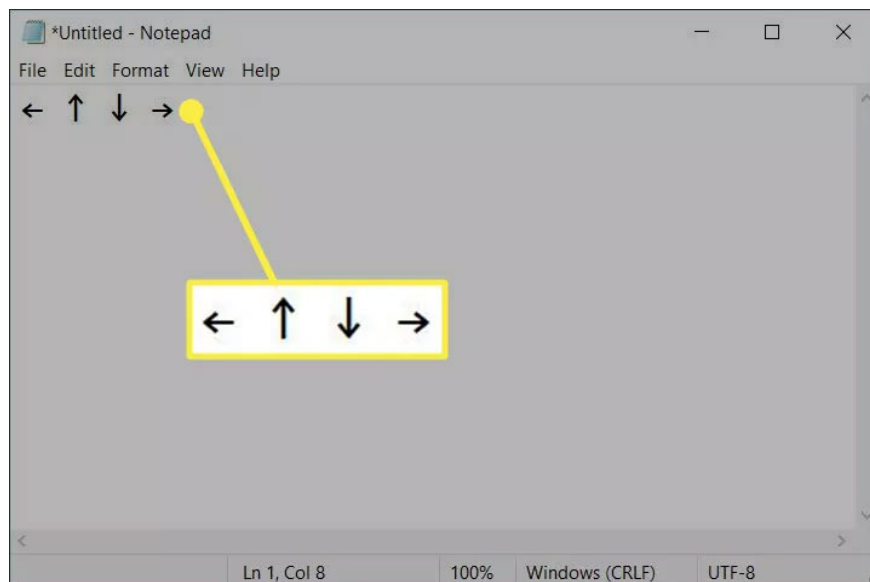 *Untitled - Notepad
File Edit Format View Help
← ↑ ↓ →
← ↑ ↓ →
Ln 1, Col 8 100% Windows (CRLF) UTF-8